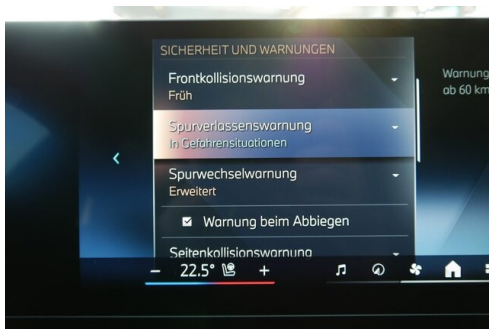 SICHERHEIT UND WARNUNGEN
Frontkollisionswarnung
Früh
Spurverlassenswarnung
In Gefahrensituationen
Spurwechselwarnung
Erweitert
Warnung beim Abbiegen
Seitenkollisionswarnung
Warnung
ab 60 km
− 22.5° +